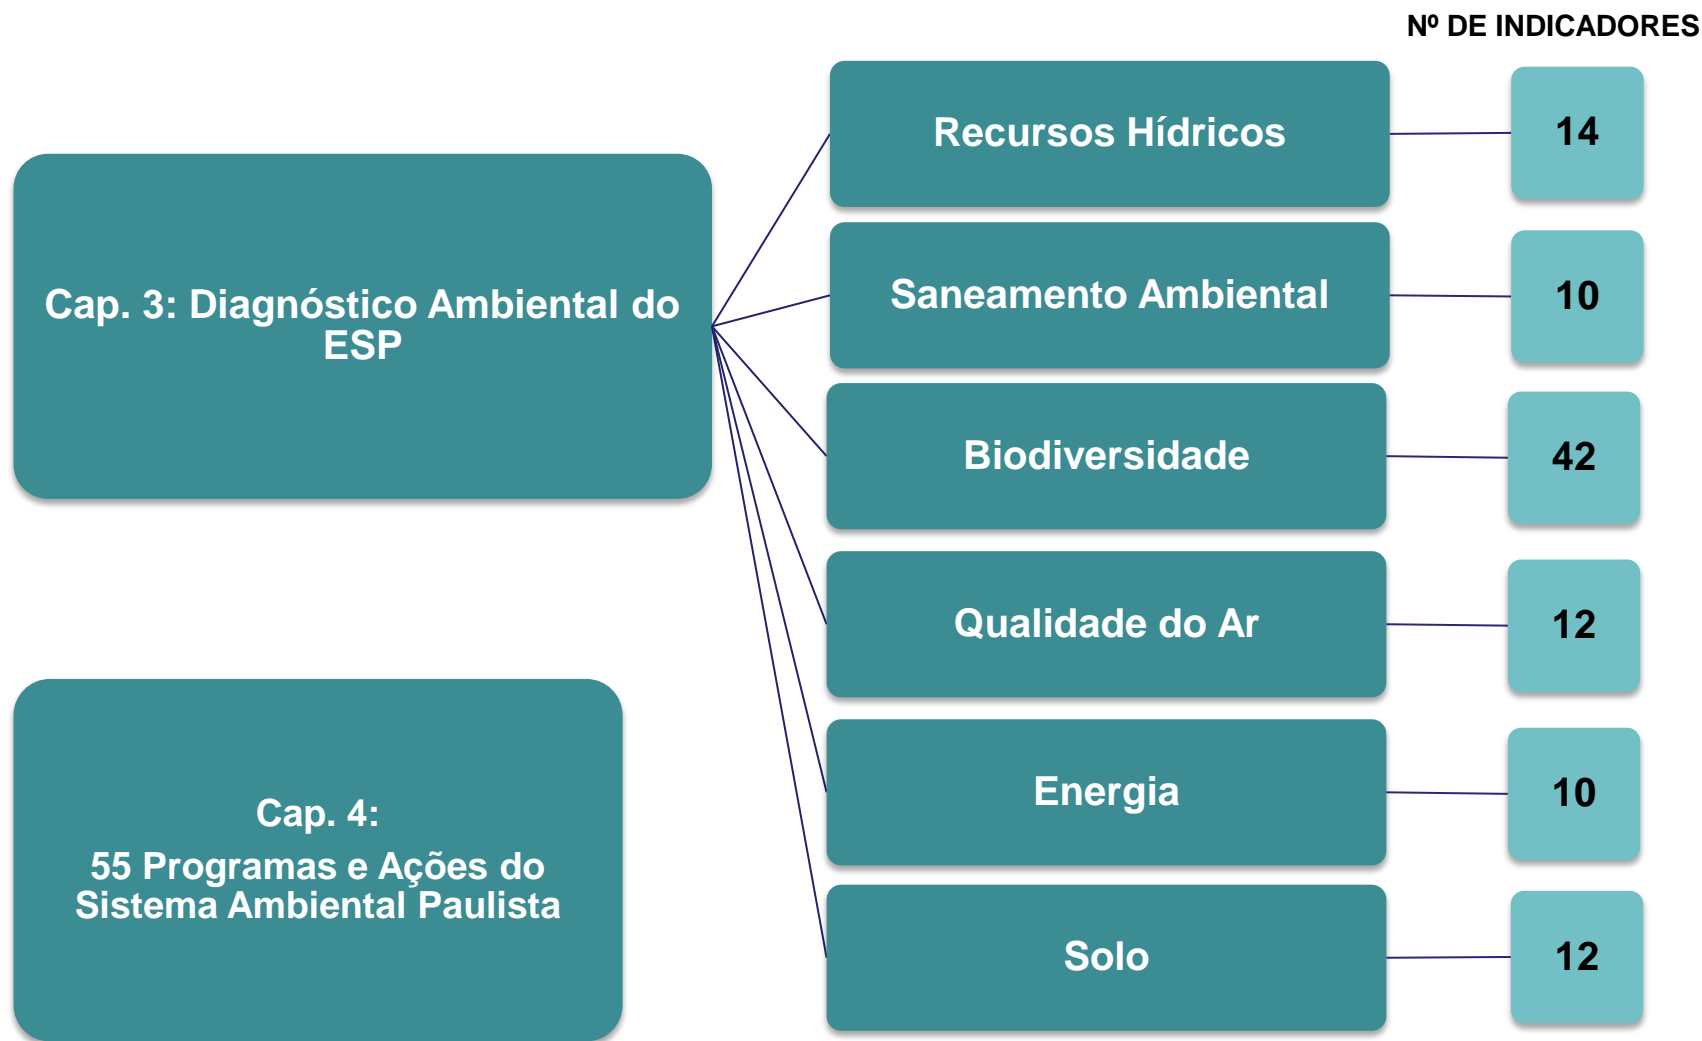 Nº DE INDICADORES
Cap. 3: Diagnóstico Ambiental do
ESP
Recursos Hídricos
14
Saneamento Ambiental
10
Biodiversidade
42
Qualidade do Ar
12
Energia
10
Solo
12
Cap. 4:
55 Programas e Ações do
Sistema Ambiental Paulista